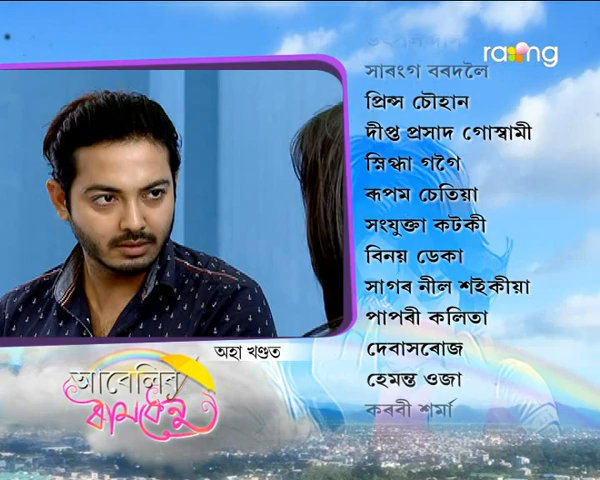 rang
সাৰংগ বৰদলৈ
প্ৰিন্স চৌহান
দীপ্ত প্ৰসাদ গোস্বামী
স্নিগ্ধা গগৈ
ৰূপম চেতিয়া
সংযুক্তা কটকী
বিনয় ডেকা
সাগৰ নীল শইকীয়া
পাপৰী কলিতা
দেবাসৰোজ
হেমন্ত ওজা
কৰবী শৰ্মা
অহা খণ্ডত
আবেলিৰ
ৰামধেনু